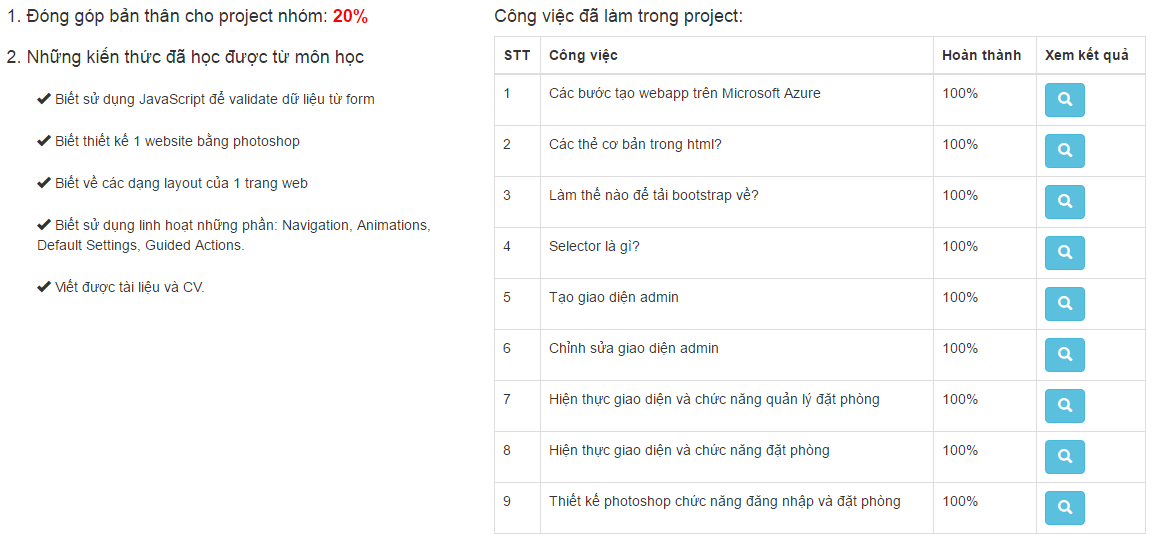 1. Đóng góp bản thân cho project nhóm: 20%
2. Những kiến thức đã học được từ môn học
Biết sử dụng JavaScript để validate dữ liệu từ form
Biết thiết kế 1 website bằng photoshop
Biết về các dạng layout của 1 trang web
Biết sử dụng linh hoạt những phần: Navigation, Animations,
Default Settings, Guided Actions.
Viết được tài liệu và CV.
Công việc đã làm trong project:
STT Công việc Hoàn thành Xem kết quả
1 Các bước tạo webapp trên Microsoft Azure 100%
2 Các thẻ cơ bản trong html? 100%
3 Làm thế nào để tải bootstrap về? 100%
4 Selector là gì? 100%
5 Tạo giao diện admin 100%
6 Chỉnh sửa giao diện admin 100%
7 Hiện thực giao diện và chức năng quản lý đặt phòng 100%
8 Hiện thực giao diện và chức năng đặt phòng 100%
9 Thiết kế photoshop chức năng đăng nhập và đặt phòng 100%